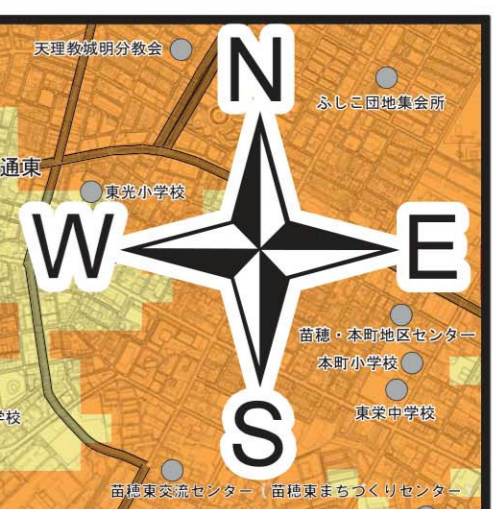 天理教城明分教会
N
ふしこ団地集会所
通東
東光小学校
W
E
苗穂・本町地区センター
本町小学校
東栄中学校
学校
S
苗穂東交流センター（苗穂東まちづくりセンター）